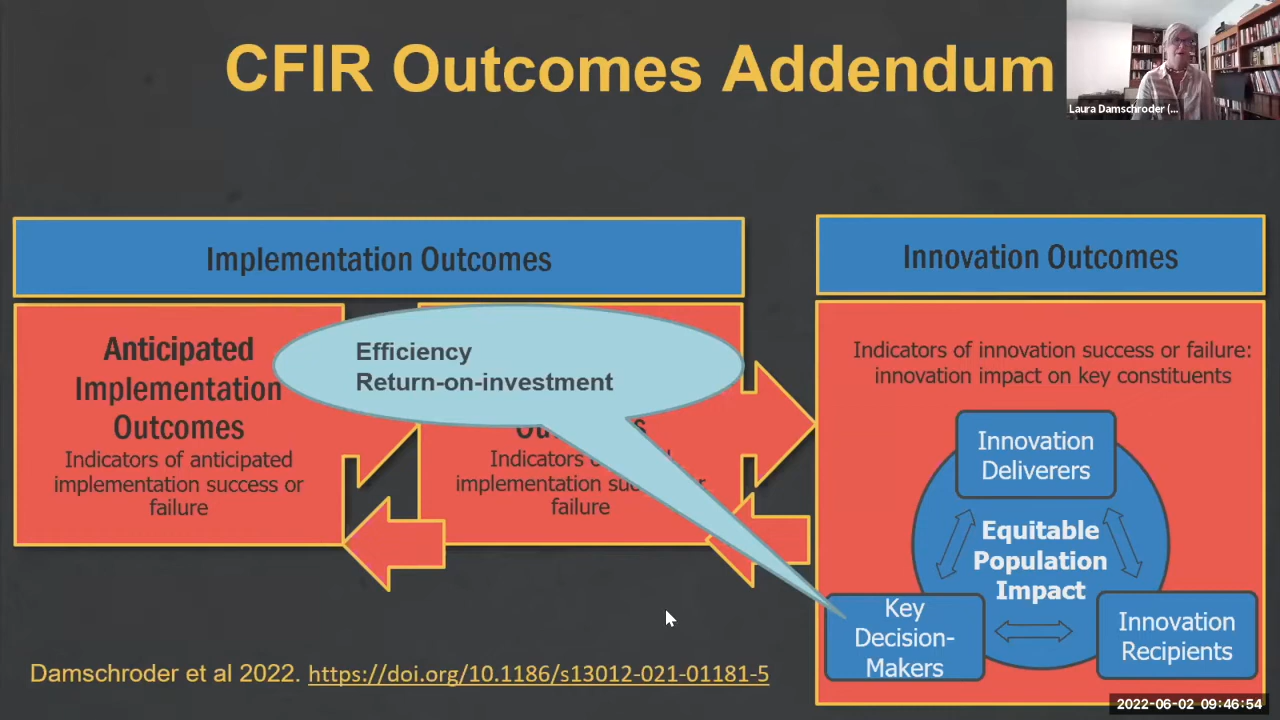 CFIR Outcomes Addendum
Laura Damschroder (...
Implementation Outcomes
Innovation Outcomes
Anticipated
Implementation
Outcomes
Indicators of anticipated
implementation success or
failure
Efficiency
Return-on-investment
Indicators
implementation
failure
Indicators of innovation success or failure:
innovation impact on key constituents
Innovation
Deliverers
Equitable
Population
Impact
Key
Decision-
Makers
Innovation
Recipients
Damschroder et al 2022. https://doi.org/10.1186/s13012-021-01181-5
2022-06-02 09:46:54